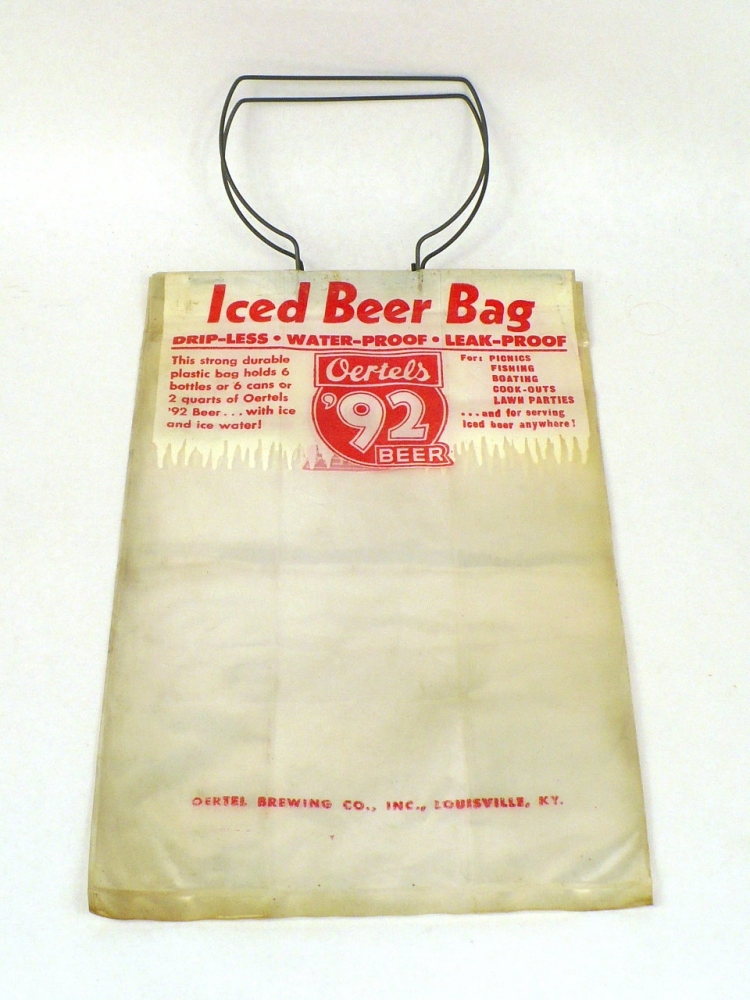 Iced Beer Bag
DRIP-LESS • WATER-PROOF • LEAK-PROOF
This strong durable
plastic bag holds 6
bottles or 6 cans or
2 quarts of Oertels
'92 Beer . . . with ice
and ice water!
Oertels
'92
BEER
For: PICNICS
FISHING
BOATING
COOK-OUTS
LAWN PARTIES
. . . and for serving
iced beer anywhere!
OERTEL BREWING CO., INC., LOUISVILLE, KY.